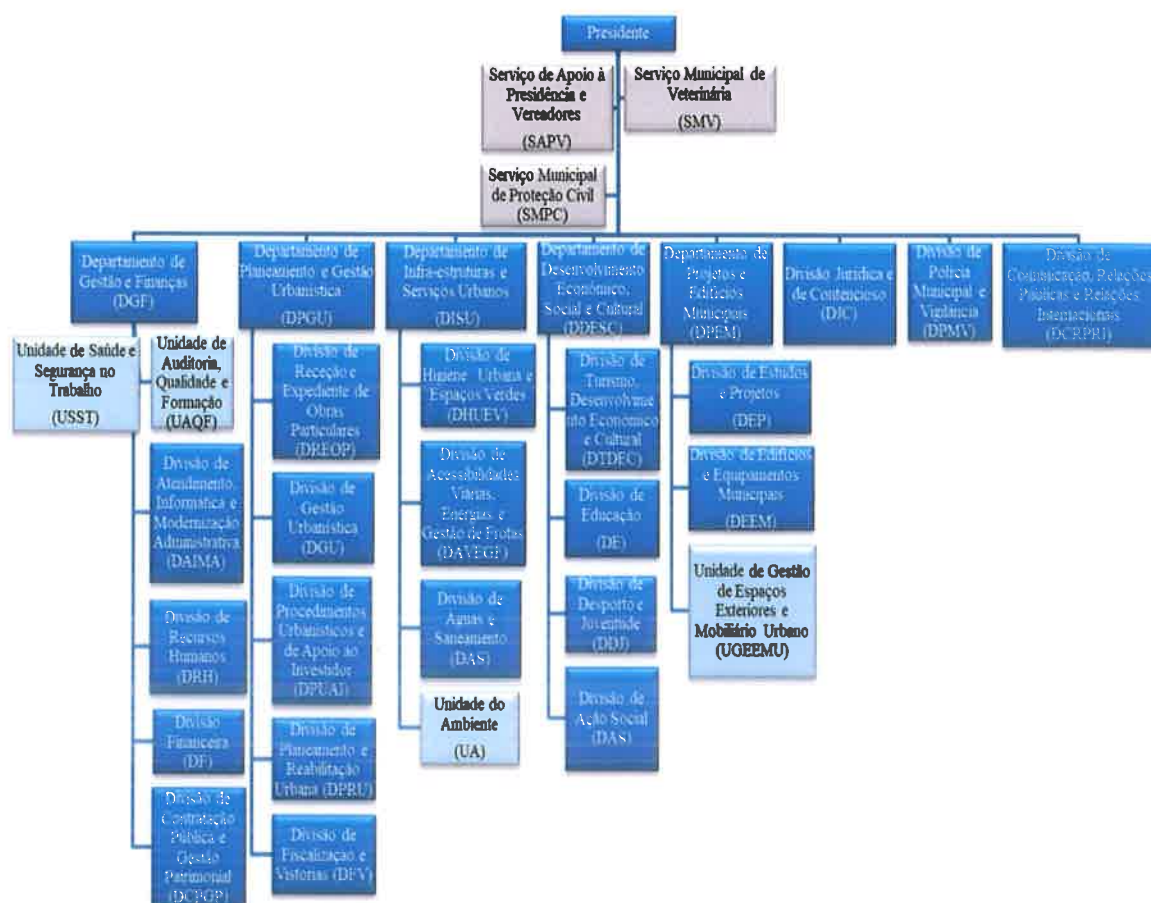 Presidente
Serviço de Apoio à
Presidência e
Vereadores
(SAPV)
Serviço Municipal de
Veterinária
(SMV)
Serviço Municipal
de Proteção Civil
(SMPC)
Departamento de
Gestão e Finanças
(DGF)
Departamento de
Planeamento e Gestão
Urbanística
(DPGU)
Departamento de
Infra-estruturas e
Serviços Urbanos
(DISU)
Departamento de
Desenvolvimento
Económico,
Social e Cultural
(DDESC)
Departamento de
Projetos e
Edifícios
Municipais
(DPEM)
Divisão Jurídica e
de Contencioso
(DJC)
Divisão de
Polícia
Municipal e
Vigilância
(DPMV)
Divisão de
Comunicação, Relações
Públicas e Relações
Internacionais
(DCRPRI)
Unidade de Saúde e
Segurança no
Trabalho
(USST)
Unidade de
Auditoria,
Qualidade e
Formação
(UAQF)
Divisão de
Atendimento,
Informática e
Modernização
Administrativa
(DAIMA)
Divisão de
Recursos
Humanos
(DRH)
Divisão
Financeira
(DF)
Divisão de
Contratação
Pública e
Gestão
Patrimonial
(DCPGP)
Divisão de
Receção e
Expediente de
Obras
Particulares
(DREOP)
Divisão de
Gestão
Urbanística
(DGU)
Divisão de
Procedimentos
Urbanísticos e
de Apoio ao
Investidor
(DPUAI)
Divisão de
Planeamento e
Reabilitação
Urbana (DPRU)
Divisão de
Fiscalização e
Vistorias (DFV)
Divisão de
Higiene Urbana e
Espaços Verdes
(DHUEV)
Divisão de
Acessibilidades
Viárias,
Energias e
Gestão de Frotas
(DAVEGF)
Divisão de
Águas e
Saneamento
(DAS)
Unidade do
Ambiente
(UA)
Divisão de
Turismo,
Desenvolvime
nto Económico
e Cultural
(DTDEC)
Divisão de
Educação
(DE)
Divisão de
Desporto e
Juventude
(DDJ)
Divisão de
Ação Social
(DAS)
Divisão de Estudos
e Projetos
(DEP)
Divisão de Edifícios
e Equipamentos
Municipais
(DEEM)
Unidade de Gestão
de Espaços
Exteriores e
Mobiliário Urbano
(UGEEMU)